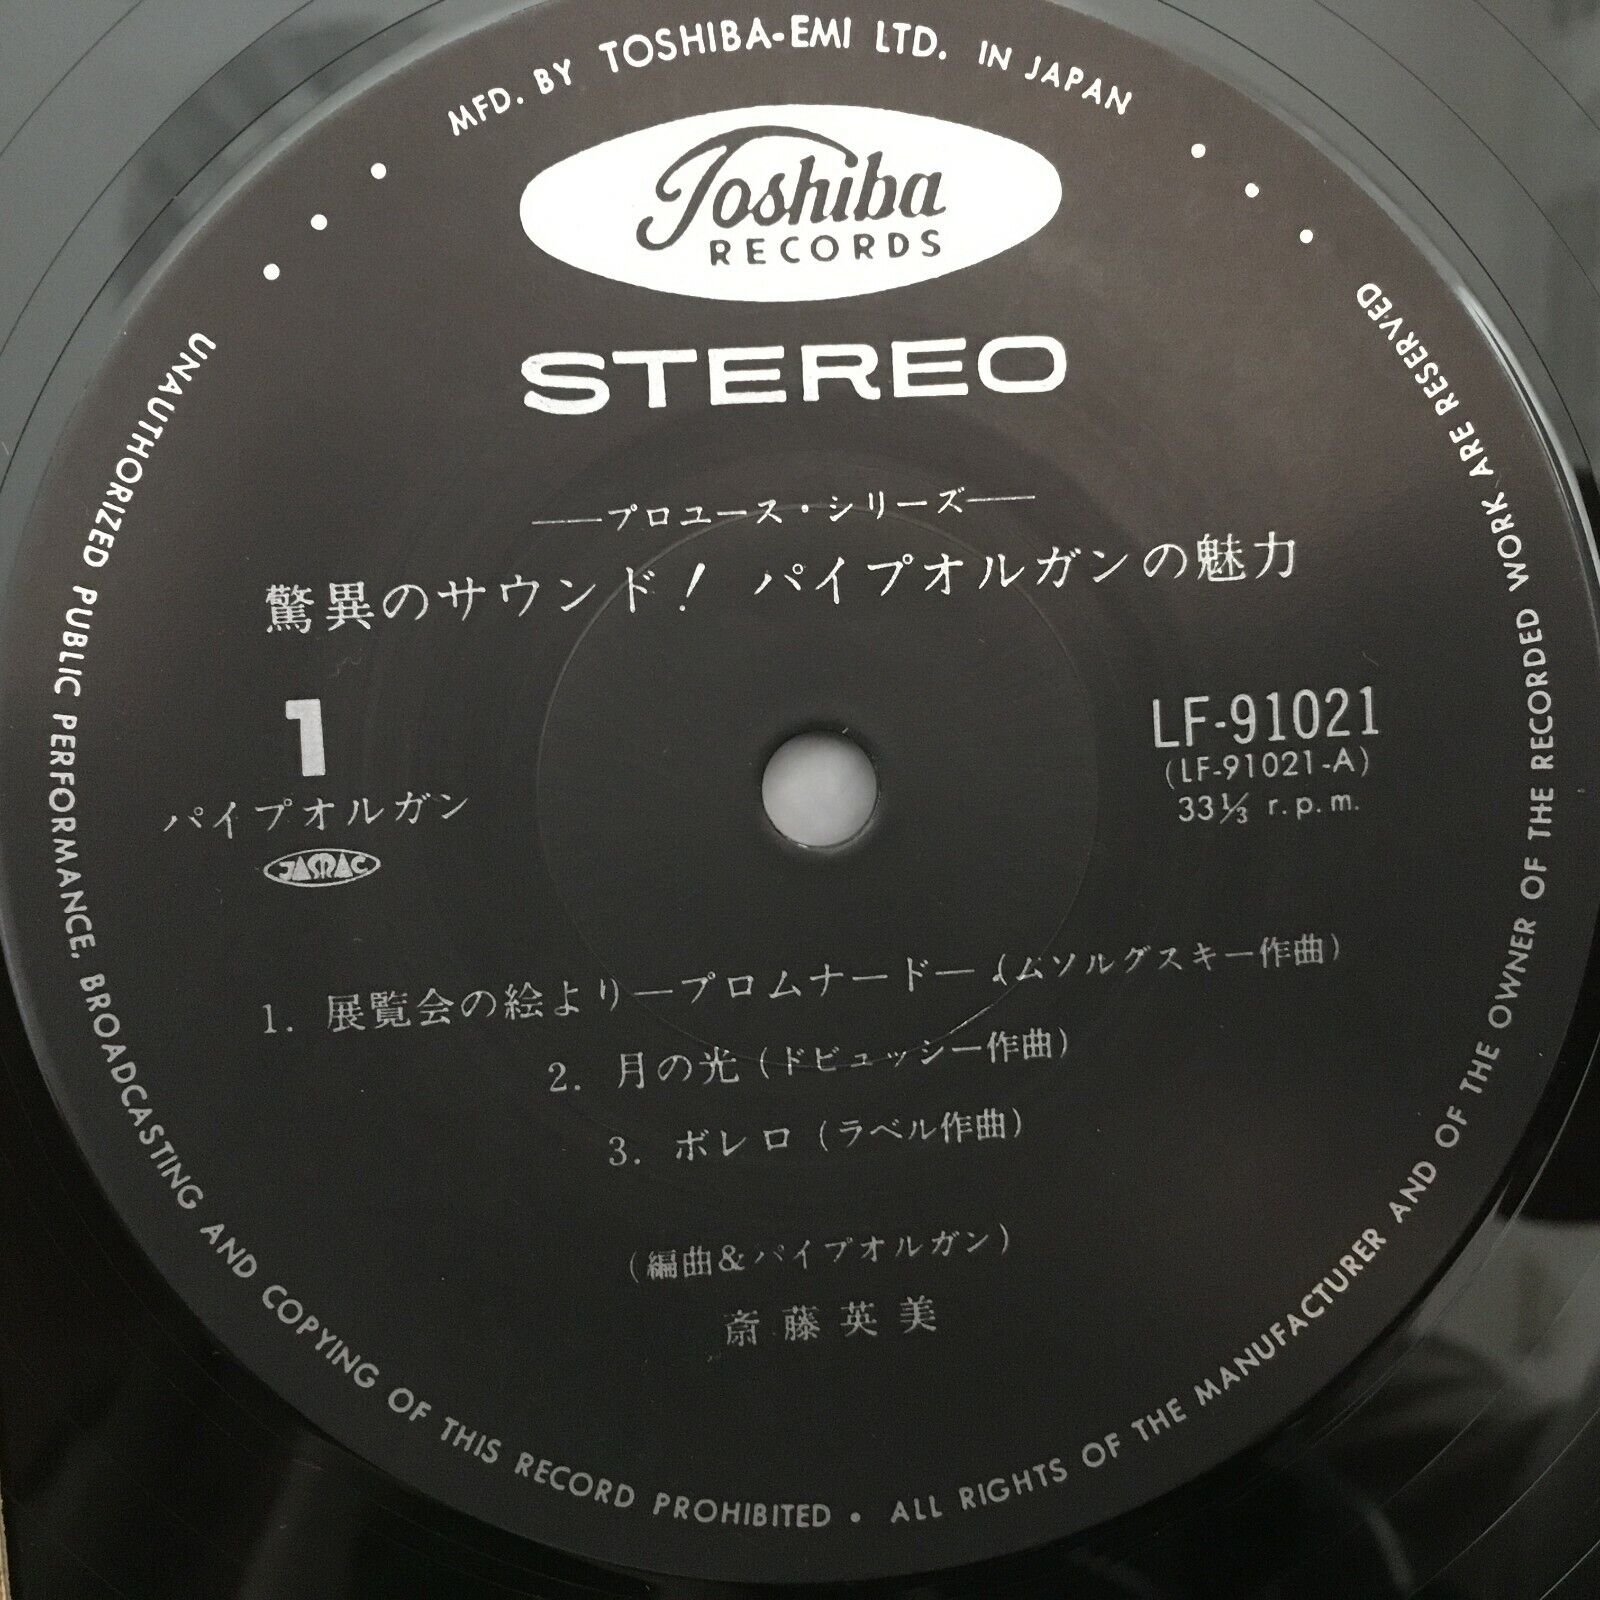 MFD. BY TOSHIBA-EMI LTD. IN JAPAN
Toshiba
RECORDS
STEREO
―プロユース・シリーズ―
驚異のサウンド! パイプオルガンの魅力
1
パイプオルガン
JASRAC
LF-91021
(LF-91021-A)
33⅓ r.p.m.
1. 展覧会の絵より―プロムナード― (ムソルグスキー作曲)
2. 月の光 (ドビュッシー作曲)
3. ボレロ (ラベル作曲)
(編曲&パイプオルガン)
斎藤英美
UNAUTHORIZED PUBLIC PERFORMANCE, BROADCASTING AND COPYING OF THIS RECORD PROHIBITED • ALL RIGHTS OF THE MANUFACTURER AND OF THE OWNER OF THE RECORDED WORK ARE RESERVED